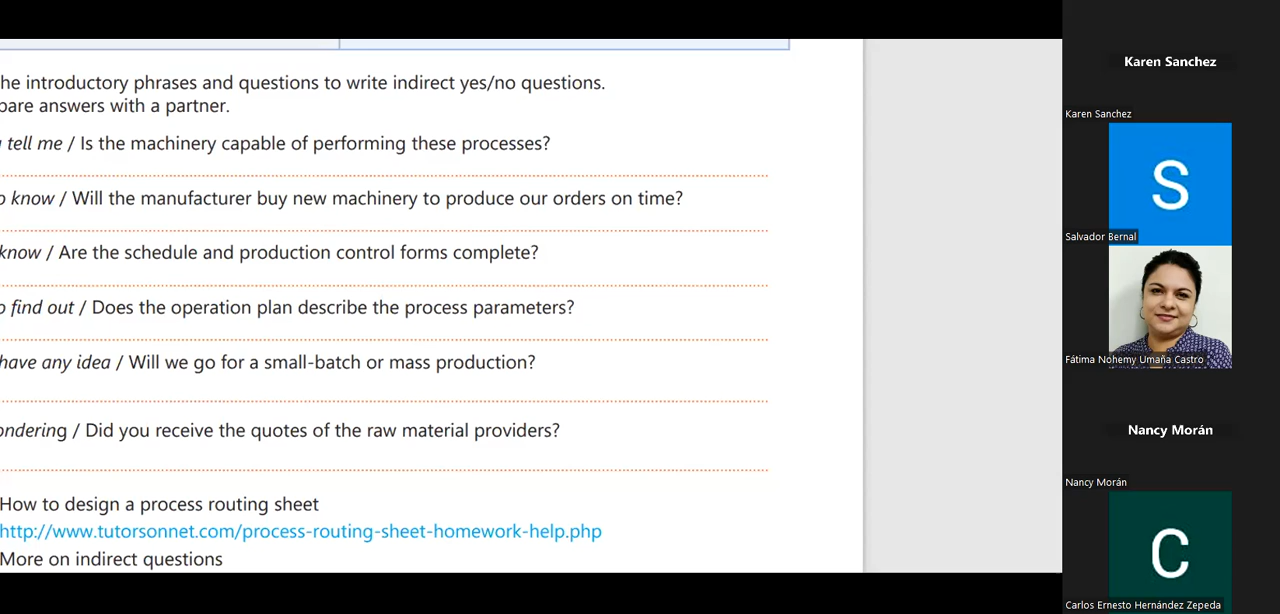 he introductory phrases and questions to write indirect yes/no questions.
pare answers with a partner.
tell me / Is the machinery capable of performing these processes?
o know / Will the manufacturer buy new machinery to produce our orders on time?
know / Are the schedule and production control forms complete?
o find out / Does the operation plan describe the process parameters?
have any idea / Will we go for a small-batch or mass production?
ondering / Did you receive the quotes of the raw material providers?
How to design a process routing sheet
http://www.tutorsonnet.com/process-routing-sheet-homework-help.php
More on indirect questions
Karen Sanchez
Karen Sanchez
S
Salvador Bernal
Fátima Nohemy Umaña Castro
Nancy Morán
Nancy Morán
C
Carlos Ernesto Hernández Zepeda